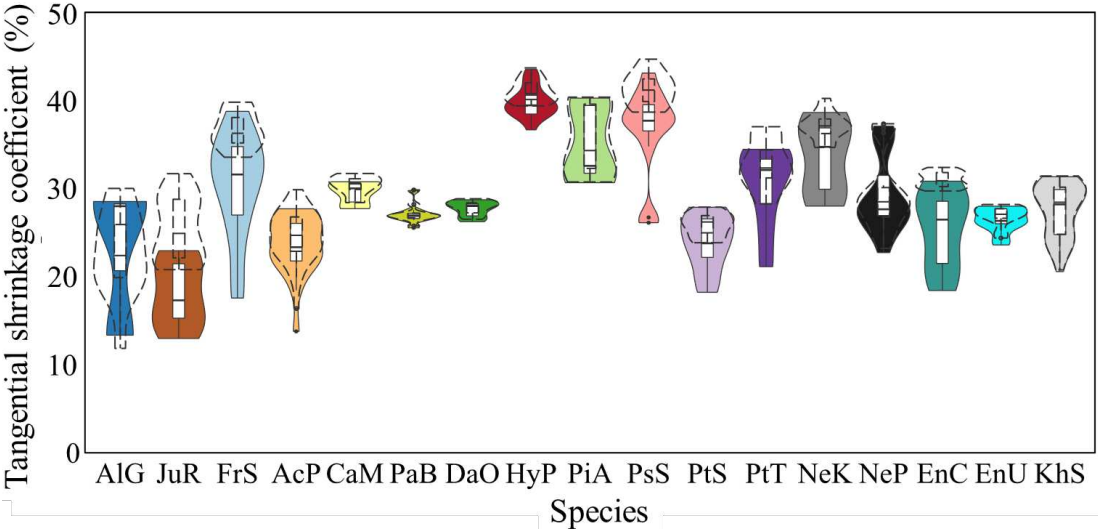 Tangential shrinkage coefficient (%)
50
40
30
20
10
0
AlG JuR FrS AcP CaM PaB DaO HyP PiA PsS PtS PtT NeK NeP EnC EnU KhS
Species